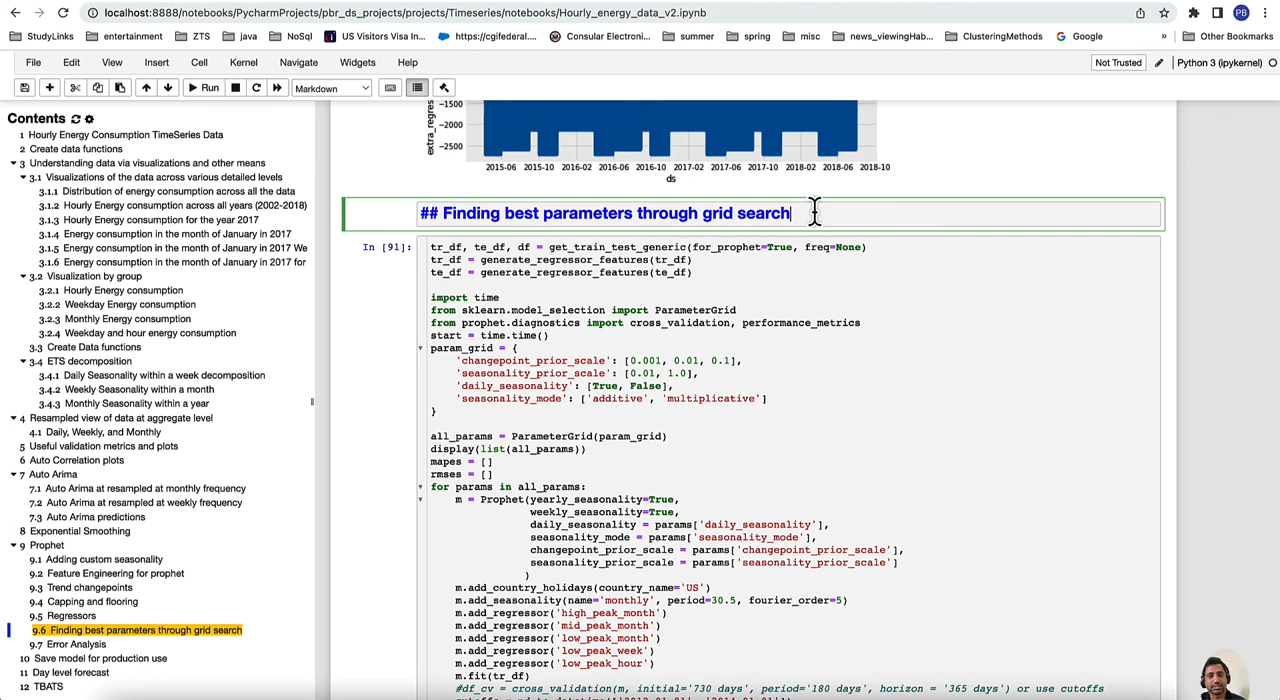 localhost:8888/notebooks/PycharmProjects/pbr_ds_projects/projects/Timeseries/notebooks/Hourly_energy_data_v2.ipynb
PB
StudyLinks entertainment ZTS java NoSql US Visitors Visa In... https://cgifederal.... Consular Electroni... summer spring misc news_viewingHab... ClusteringMethods Google » Other Bookmarks
File Edit View Insert Cell Kernel Navigate Widgets Help Not Trusted Python 3 (ipykernel)
Run Markdown
Contents
1 Hourly Energy Consumption TimeSeries Data
2 Create data functions
3 Understanding data via visualizations and other means
3.1 Visualizations of the data across various detailed levels
3.1.1 Distribution of energy consumption across all the data
3.1.2 Hourly Energy consumption across all years (2002-2018)
3.1.3 Hourly Energy consumption for the year 2017
3.1.4 Energy consumption in the month of January in 2017
3.1.5 Energy consumption in the month of January in 2017 We
3.1.6 Energy consumption in the month of January in 2017 for
3.2 Visualization by group
3.2.1 Hourly Energy consumption
3.2.2 Weekday Energy consumption
3.2.3 Monthly Energy consumption
3.2.4 Weekday and hour energy consumption
3.3 Create Data functions
3.4 ETS decomposition
3.4.1 Daily Seasonality within a week decomposition
3.4.2 Weekly Seasonality within a month
3.4.3 Monthly Seasonality within a year
4 Resampled view of data at aggregate level
4.1 Daily, Weekly, and Monthly
5 Useful validation metrics and plots
6 Auto Correlation plots
7 Auto Arima
7.1 Auto Arima at resampled at monthly frequency
7.2 Auto Arima at resampled at weekly frequency
7.3 Auto Arima predictions
8 Exponential Smoothing
9 Prophet
9.1 Adding custom seasonality
9.2 Feature Engineering for prophet
9.3 Trend changepoints
9.4 Capping and flooring
9.5 Regressors
9.6 Finding best parameters through grid search
9.7 Error Analysis
10 Save model for production use
11 Day level forecast
12 TBATS
extra_regres
-1500
-2000
-2500
2015-06 2015-10 2016-02 2016-06 2016-10 2017-02 2017-06 2017-10 2018-02 2018-06 2018-10
ds
## Finding best parameters through grid search
In [91]:
tr_df, te_df, df = get_train_test_generic(for_prophet=True, freq=None)
tr_df = generate_regressor_features(tr_df)
te_df = generate_regressor_features(te_df)
import time
from sklearn.model_selection import ParameterGrid
from prophet.diagnostics import cross_validation, performance_metrics
start = time.time()
param_grid = {
'changepoint_prior_scale': [0.001, 0.01, 0.1],
'seasonality_prior_scale': [0.01, 1.0],
'daily_seasonality': [True, False],
'seasonality_mode': ['additive', 'multiplicative']
}
all_params = ParameterGrid(param_grid)
display(list(all_params))
mapes = []
rmses = []
for params in all_params:
m = Prophet(yearly_seasonality=True,
weekly_seasonality=True,
daily_seasonality = params['daily_seasonality'],
seasonality_mode = params['seasonality_mode'],
changepoint_prior_scale = params['changepoint_prior_scale'],
seasonality_prior_scale = params['seasonality_prior_scale']
)
m.add_country_holidays(country_name='US')
m.add_seasonality(name='monthly', period=30.5, fourier_order=5)
m.add_regressor('high_peak_month')
m.add_regressor('mid_peak_month')
m.add_regressor('low_peak_month')
m.add_regressor('low_peak_week')
m.add_regressor('low_peak_hour')
m.fit(tr_df)
#df_cv = cross_validation(m, initial='730 days', period='180 days', horizon = '365 days') or use cutoffs